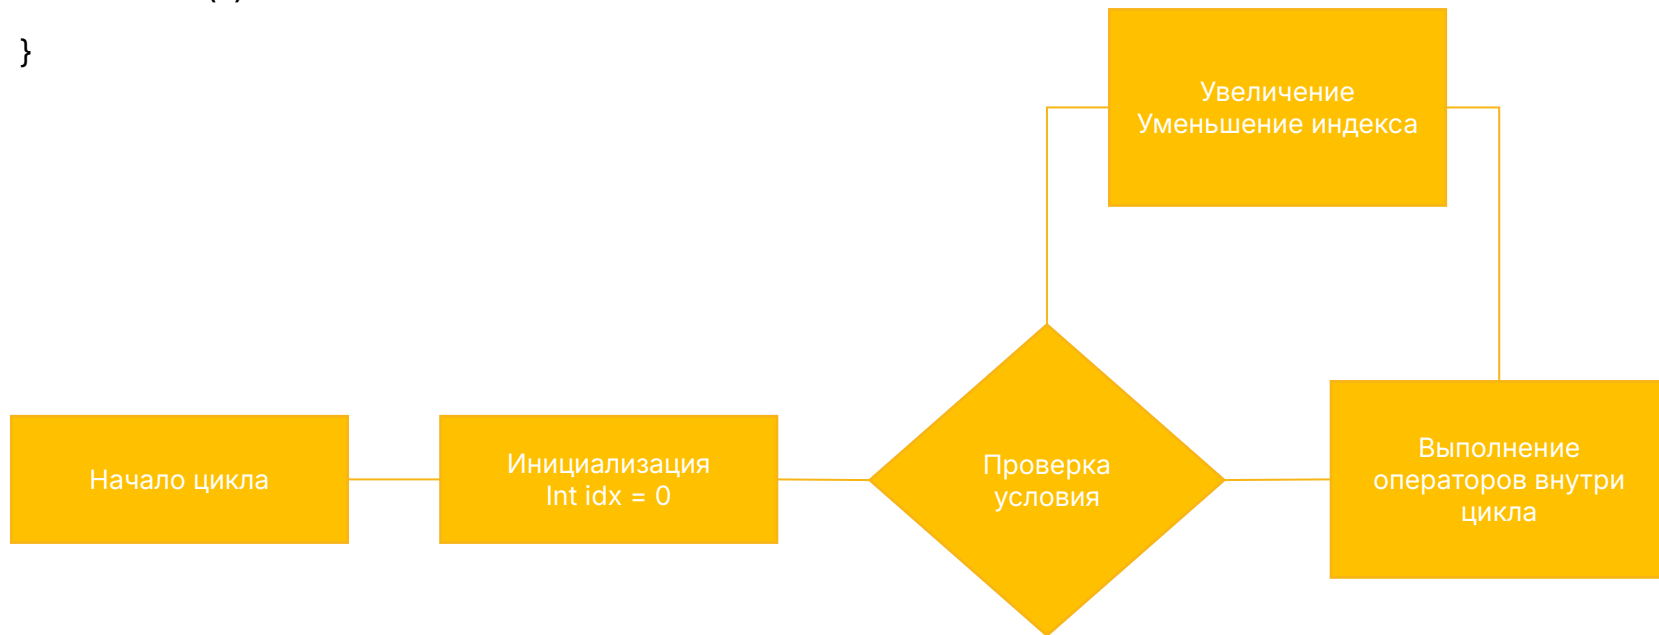 }
Увеличение
Уменьшение индекса
Начало цикла
Инициализация
Int idx = 0
Проверка
условия
Выполнение
операторов внутри
цикла